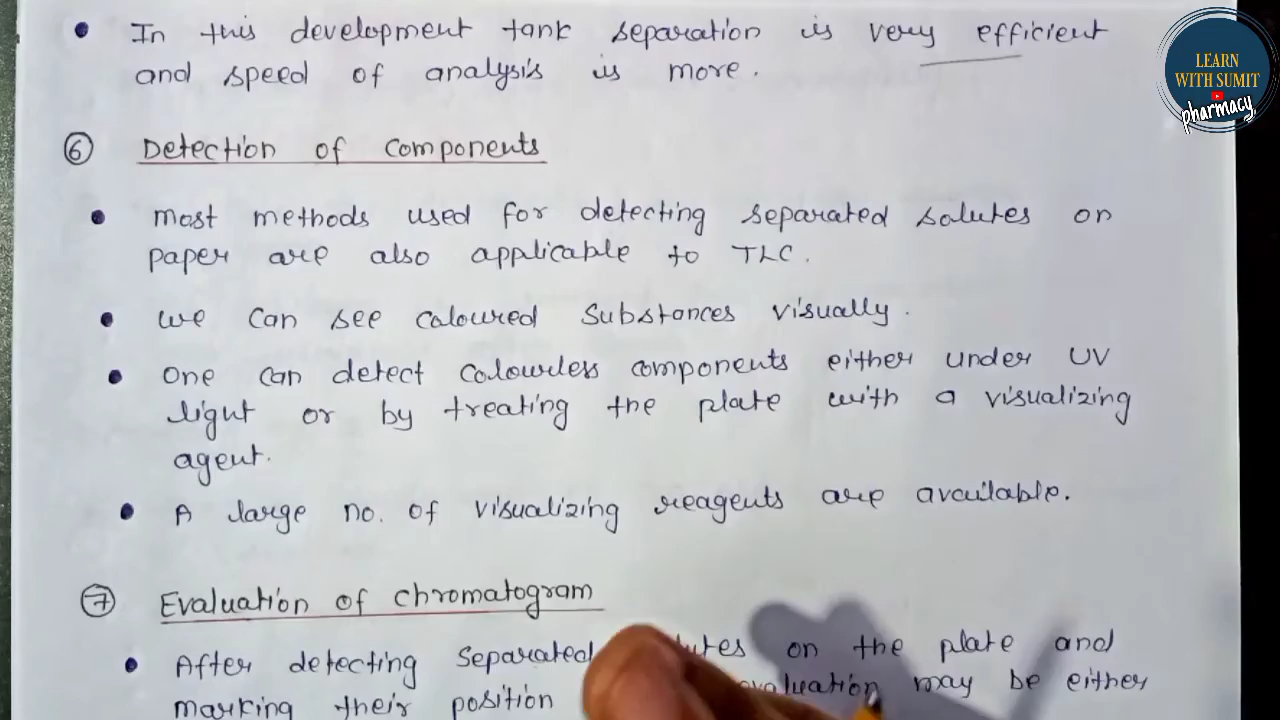 • In this development tank separation is very efficient
and speed of analysis is more.
LEARN
WITH SUMIT
pharmacy
⑥ Detection of components
• most methods used for detecting separated solutes on
paper are also applicable to TLC.
• we can see coloured substances visually.
• one can detect colourless components either under UV
light or by treating the plate with a visualizing
agent.
• A large no. of visualizing reagents are available.
⑦ Evaluation of chromatogram
• After detecting separated on the plate and
marking their position evaluation may be either